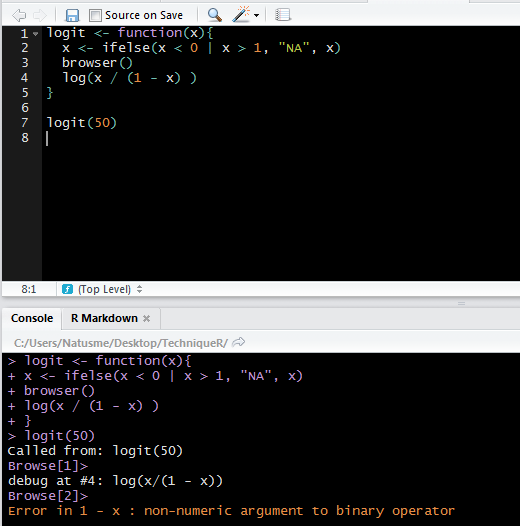 Source on Save
1 logit <- function(x){
2 x <- ifelse(x < 0 | x > 1, "NA", x)
3 browser()
4 log(x / (1 - x) )
5 }
6
7 logit(50)
8
8:1 (Top Level)
Console R Markdown
C:/Users/Natusme/Desktop/TechniqueR/
> logit <- function(x){
+ x <- ifelse(x < 0 | x > 1, "NA", x)
+ browser()
+ log(x / (1 - x) )
+ }
> logit(50)
Called from: logit(50)
Browse[1]>
debug at #4: log(x/(1 - x))
Browse[2]>
Error in 1 - x : non-numeric argument to binary operator